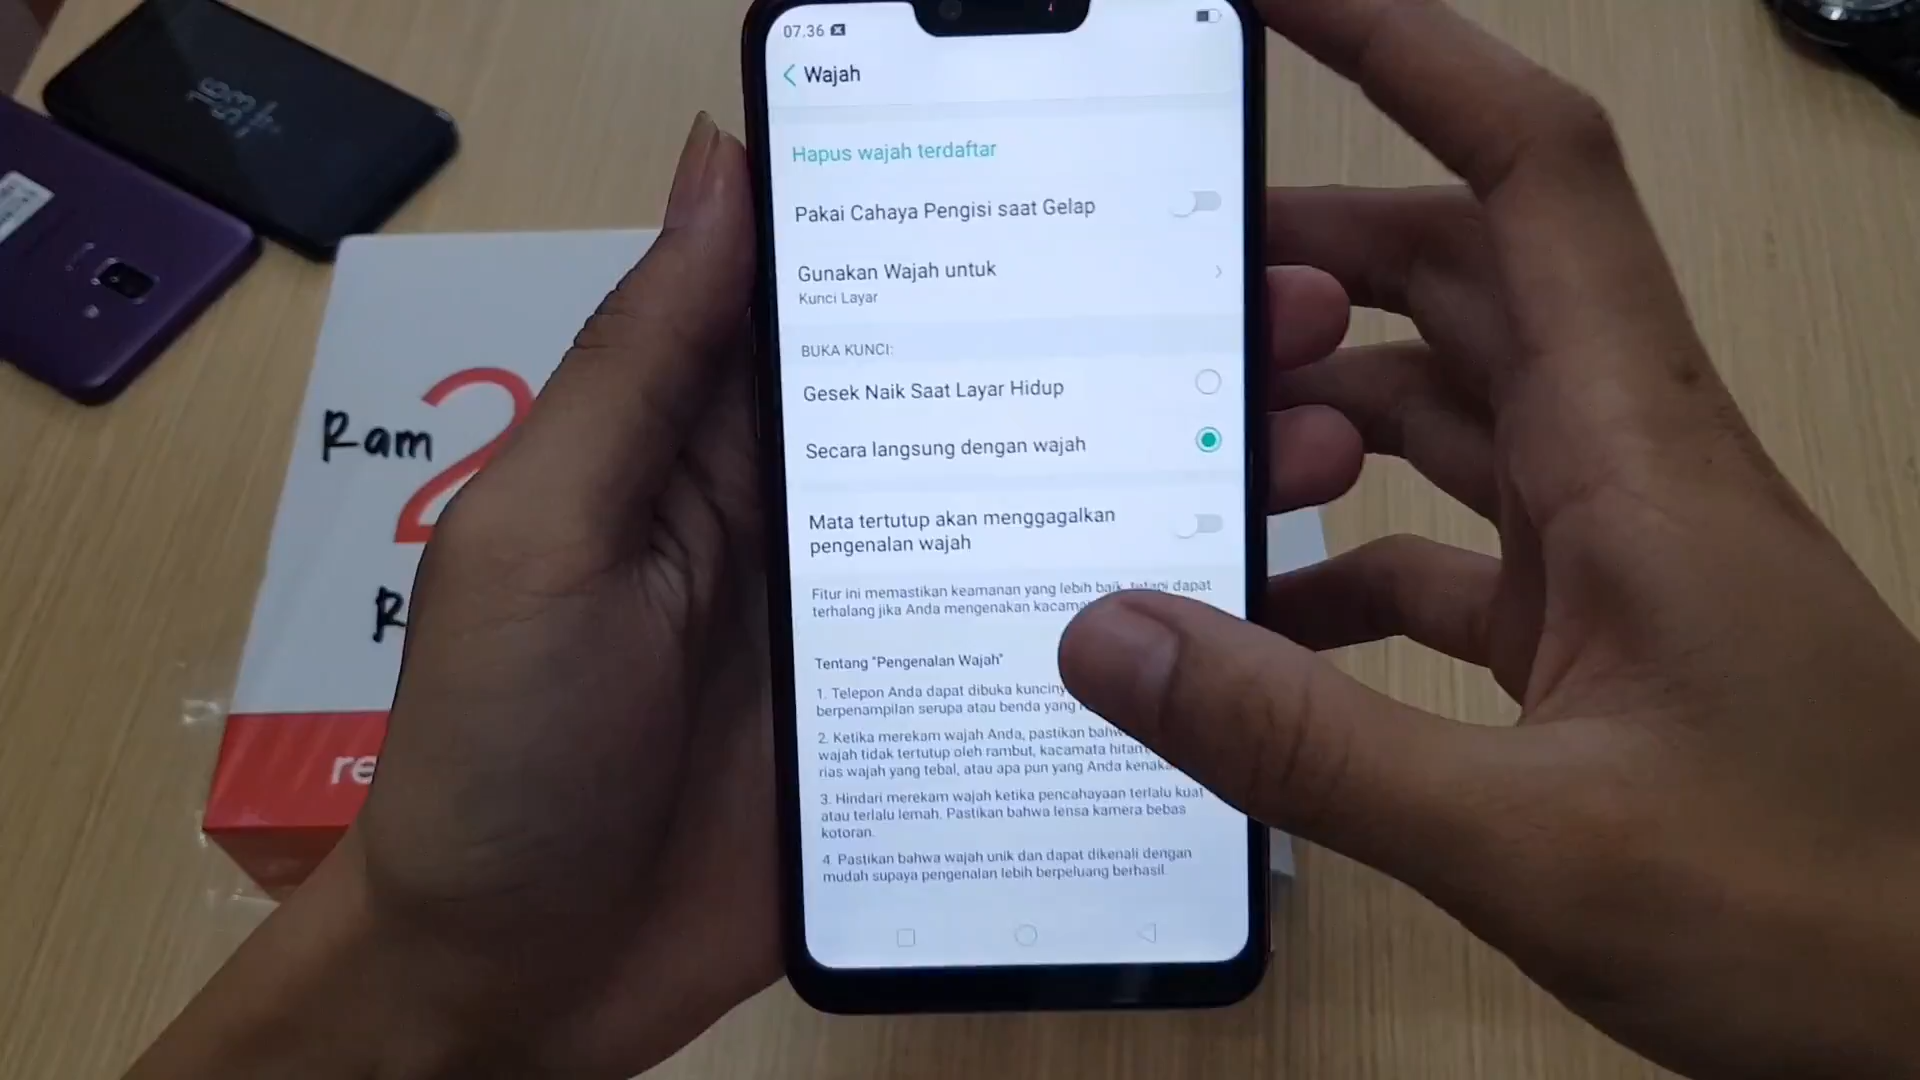 07.36
Wajah
Hapus wajah terdaftar
Pakai Cahaya Pengisi saat Gelap
Gunakan Wajah untuk
Kunci Layar
BUKA KUNCI:
Gesek Naik Saat Layar Hidup
Secara langsung dengan wajah
Mata tertutup akan menggagalkan
pengenalan wajah
Fitur ini memastikan keamanan yang lebih baik, tetapi dapat
terhalang jika Anda mengenakan
Tentang "Pengenalan Wajah"
1. Telepon Anda dapat dibuka
berpenampilan serupa atau benda yang
2. Ketika merekam wajah Anda, pastikan
wajah tidak tertutup oleh rambut, kacamata hitam
rias wajah yang tebal, atau apa pun yang Anda
3. Hindari merekam wajah ketika pencahayaan terlalu kuat
atau terlalu lemah. Pastikan bahwa lensa kamera bebas
kotoran.
4. Pastikan bahwa wajah unik dan dapat dikenali dengan
mudah supaya pengenalan lebih berpeluang berhasil.
Ram 2
R
re